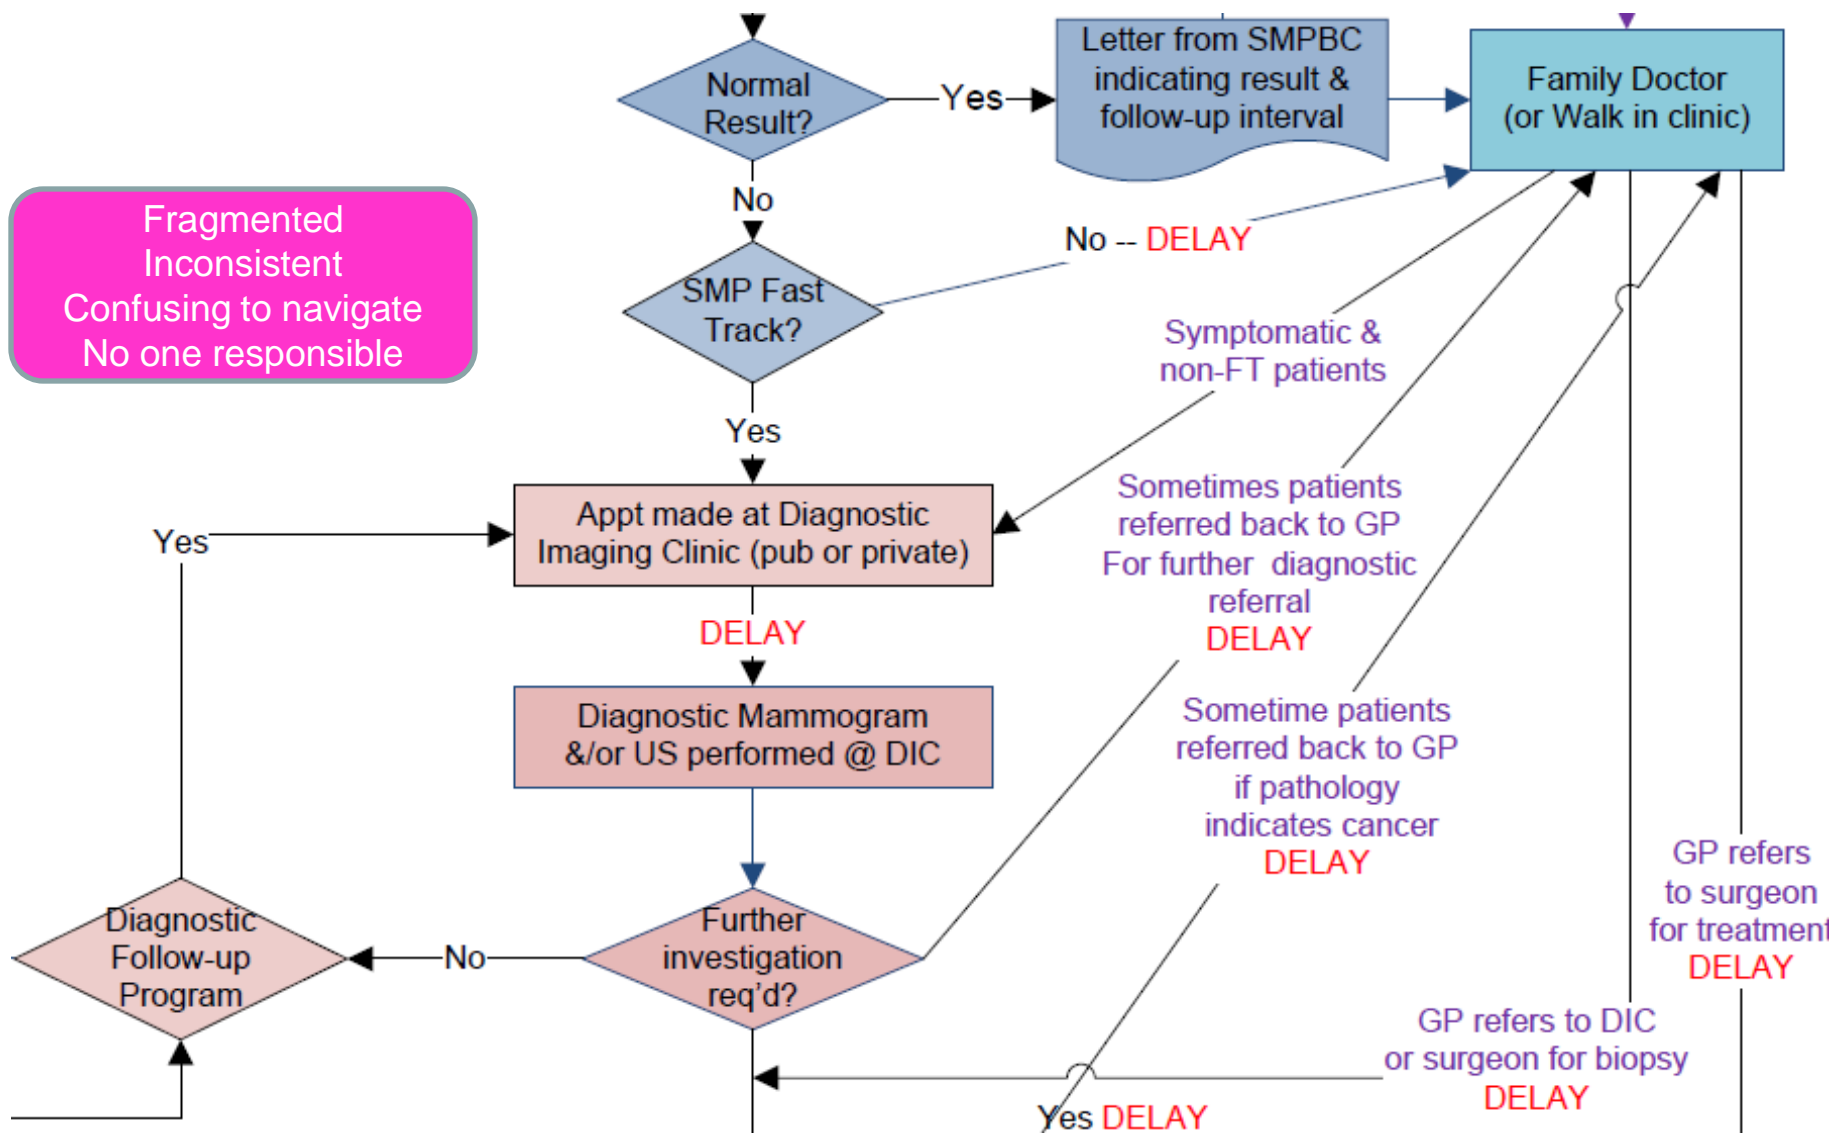 Normal
Result?
Yes
Letter from SMPBC
indicating result &
follow-up interval
Family Doctor
(or Walk in clinic)
No
Fragmented
Inconsistent
Confusing to navigate
No one responsible
No -- DELAY
SMP Fast
Track?
Symptomatic &
non-FT patients
Yes
Appt made at Diagnostic
Imaging Clinic (pub or private)
Yes
Sometimes patients
referred back to GP
For further diagnostic
referral
DELAY
DELAY
Diagnostic Mammogram
&/or US performed @ DIC
Sometime patients
referred back to GP
if pathology
indicates cancer
DELAY
GP refers
to surgeon
for treatment
DELAY
Diagnostic
Follow-up
Program
No
Further
investigation
req'd?
GP refers to DIC
or surgeon for biopsy
DELAY
Yes DELAY